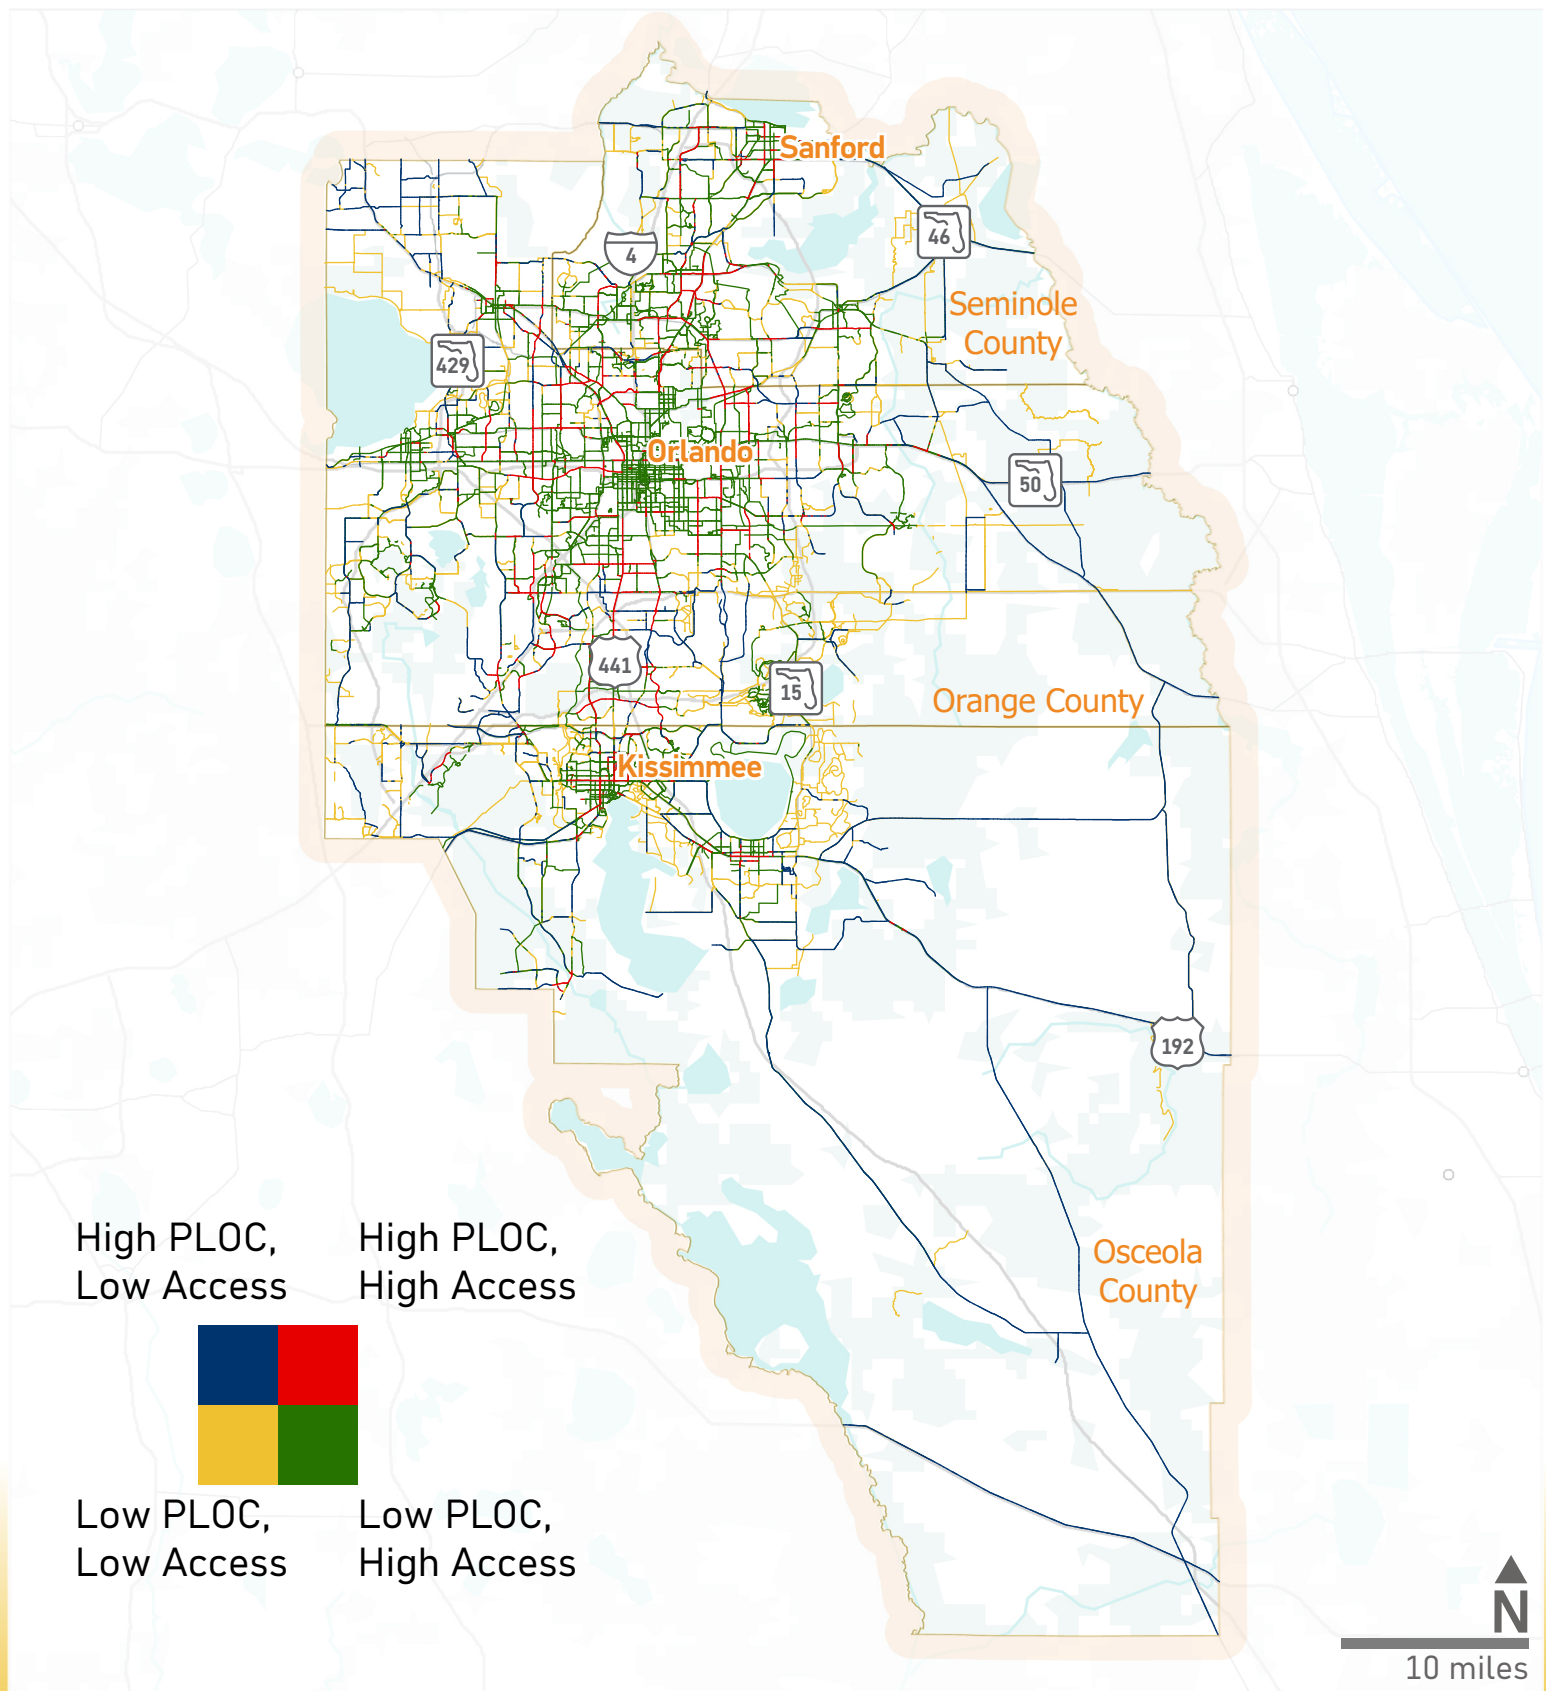 Sanford
46
4
Seminole
County
429
Orlando
50
441
15
Orange County
Kissimmee
192
High PLOC,
Low Access
High PLOC,
High Access
Osceola
County
Low PLOC,
Low Access
Low PLOC,
High Access
N
10 miles